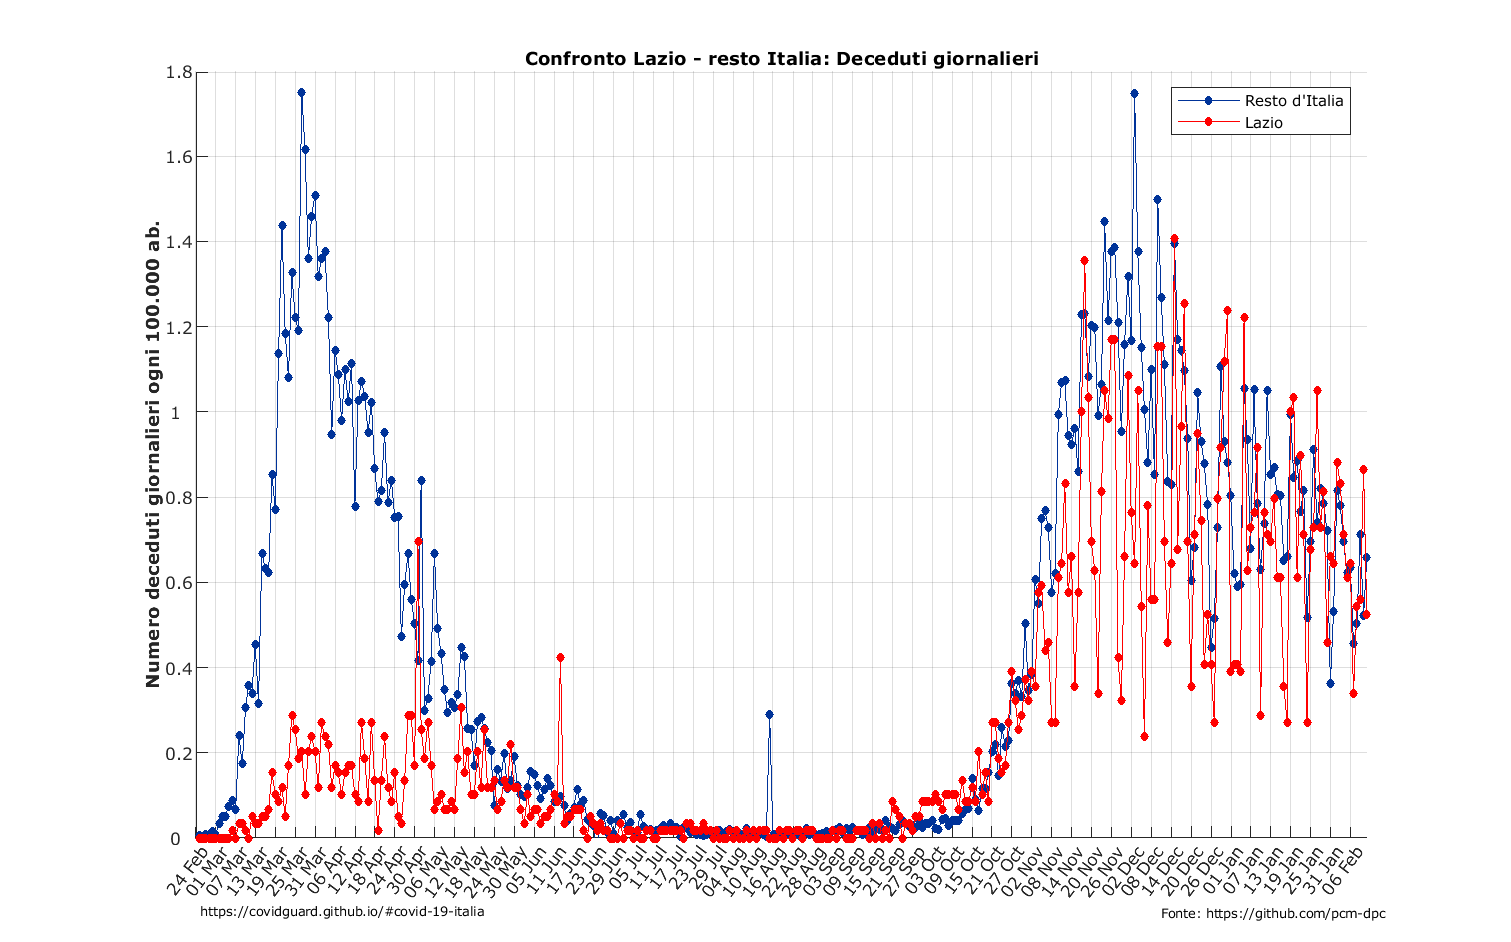 Confronto Lazio - resto Italia: Deceduti giornalieri
Numero deceduti giornalieri ogni 100.000 ab.
1.8
1.6
1.4
1.2
1
0.8
0.6
0.4
0.2
0
Resto d'Italia
Lazio
24 Feb
01 Mar
07 Mar
13 Mar
19 Mar
25 Mar
31 Mar
06 Apr
12 Apr
18 Apr
24 Apr
30 Apr
06 May
12 May
18 May
24 May
30 May
05 Jun
11 Jun
17 Jun
23 Jun
29 Jun
05 Jul
11 Jul
17 Jul
23 Jul
29 Jul
04 Aug
10 Aug
16 Aug
22 Aug
28 Aug
03 Sep
09 Sep
15 Sep
21 Sep
27 Sep
03 Oct
09 Oct
15 Oct
21 Oct
27 Oct
02 Nov
08 Nov
14 Nov
20 Nov
26 Nov
02 Dec
08 Dec
14 Dec
20 Dec
26 Dec
01 Jan
07 Jan
13 Jan
19 Jan
25 Jan
31 Jan
06 Feb
https://covidguard.github.io/#covid-19-italia
Fonte: https://github.com/pcm-dpc